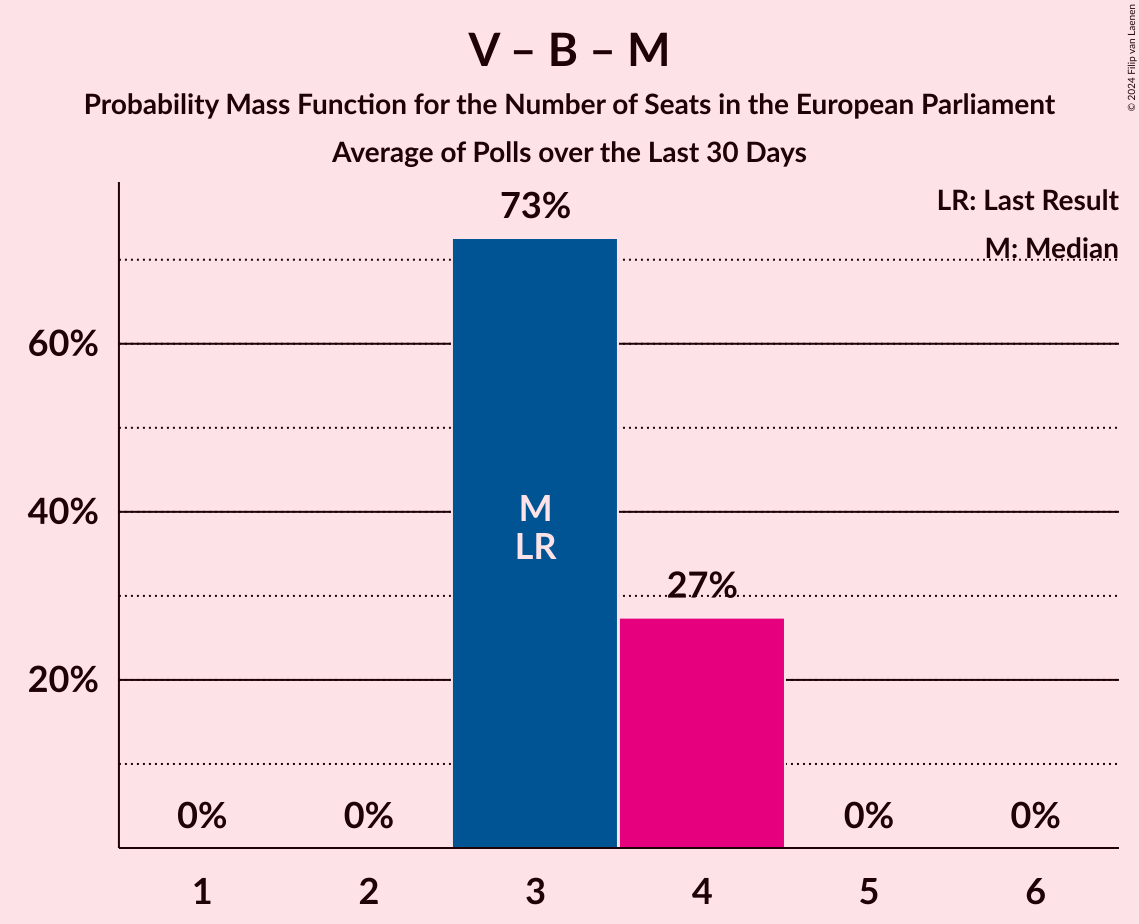 V – B – M
Probability Mass Function for the Number of Seats in the European Parliament
Average of Polls over the Last 30 Days
© 2024 Filip van Laenen
LR: Last Result
M: Median
73%
60%
40%
20%
M
LR
27%
0%
0%
0%
0%
1
2
3
4
5
6